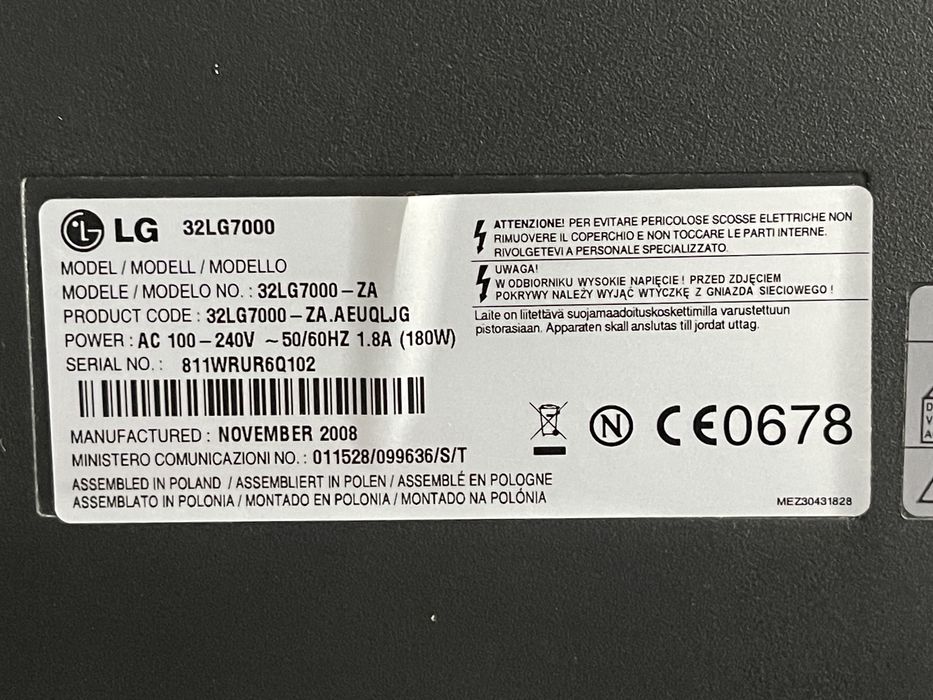 LG 32LG7000
MODEL / MODELL / MODELLO
MODELE / MODELO NO. : 32LG7000-ZA
PRODUCT CODE : 32LG7000-ZA.AEUQLJG
POWER : AC 100-240V ~50/60HZ 1.8A (180W)
SERIAL NO. : 811WRUR6Q102
MANUFACTURED : NOVEMBER 2008
MINISTERO COMUNICAZIONI NO. : 011528/099636/S/T
ASSEMBLED IN POLAND / ASSEMBLIERT IN POLEN / ASSEMBLÉ EN POLOGNE
ASSEMBLATO IN POLONIA / MONTADO EN POLONIA / MONTADO NA POLÓNIA
ATTENZIONE! PER EVITARE PERICOLOSE SCOSSE ELETTRICHE NON
RIMUOVERE IL COPERCHIO E NON TOCCARE LE PARTI INTERNE.
RIVOLGETEVI A PERSONALE SPECIALIZZATO.
UWAGA!
W ODBIORNIKU WYSOKIE NAPIĘCIE! PRZED ZDJĘCIEM
POKRYWY NALEŻY WYJĄĆ WTYCZKĘ Z GNIAZDA SIECIOWEGO!
Laite on liitettävä suojamaadoituskoskettimilla varustettuun
pistorasiaan. Apparaten skall anslutas till jordat uttag.
N CE0678
MEZ30431828